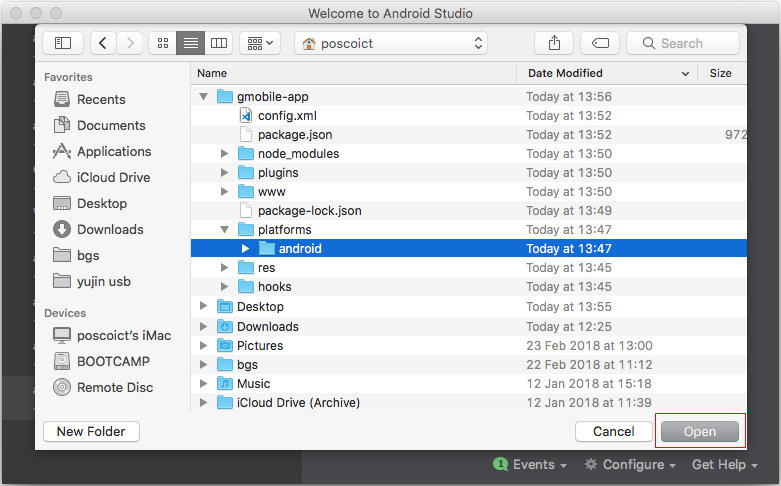 Welcome to Android Studio
poscoict
Search
Favorites
Recents
Documents
Applications
iCloud Drive
Desktop
Downloads
bgs
yujin usb
Devices
poscoict's iMac
BOOTCAMP
Remote Disc
Name Date Modified Size
gmobile-app Today at 13:56
config.xml Today at 13:52
package.json Today at 13:52 972
node_modules Today at 13:50
plugins Today at 13:50
www Today at 13:50
package-lock.json Today at 13:49
platforms Today at 13:47
android Today at 13:47
res Today at 13:45
hooks Today at 13:45
Desktop Today at 13:55
Downloads Today at 12:25
Pictures 23 Feb 2018 at 13:00
bgs 22 Feb 2018 at 11:12
Music 12 Jan 2018 at 15:18
iCloud Drive (Archive) 12 Jan 2018 at 11:39
New Folder Cancel Open
1 Events Configure Get Help